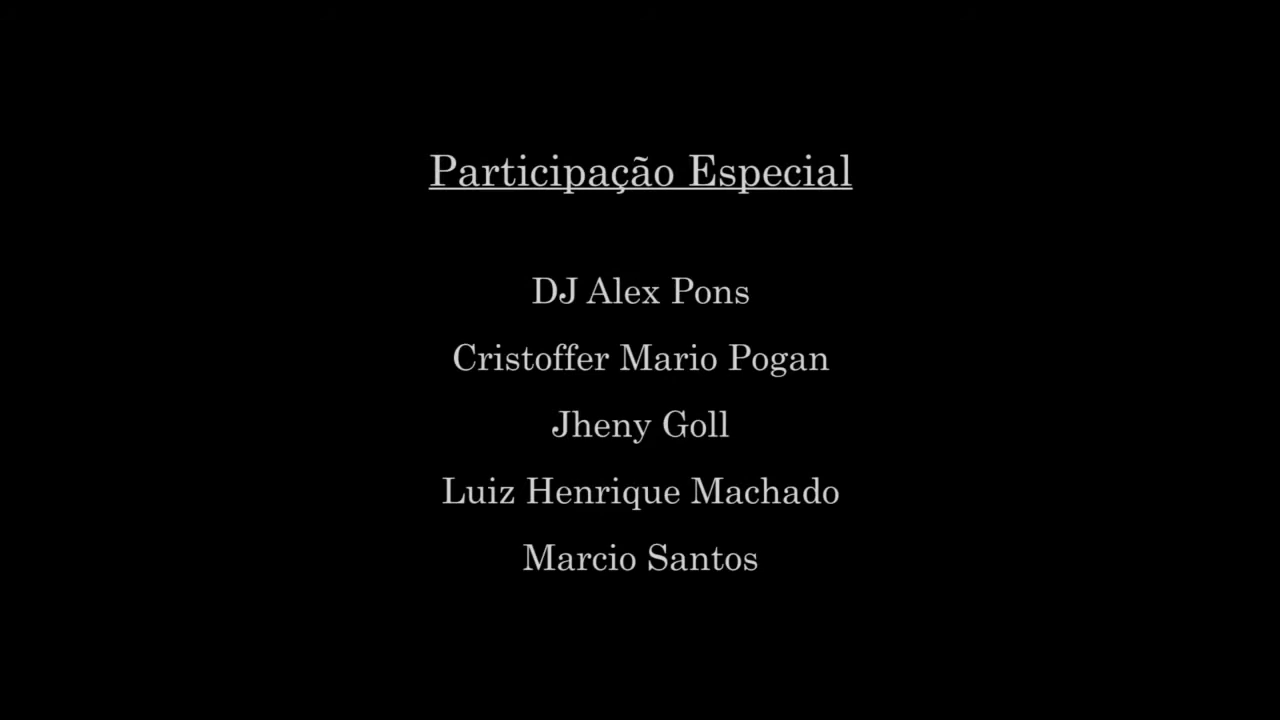 Participação Especial
DJ Alex Pons
Cristoffer Mario Pogan
Jheny Goll
Luiz Henrique Machado
Marcio Santos